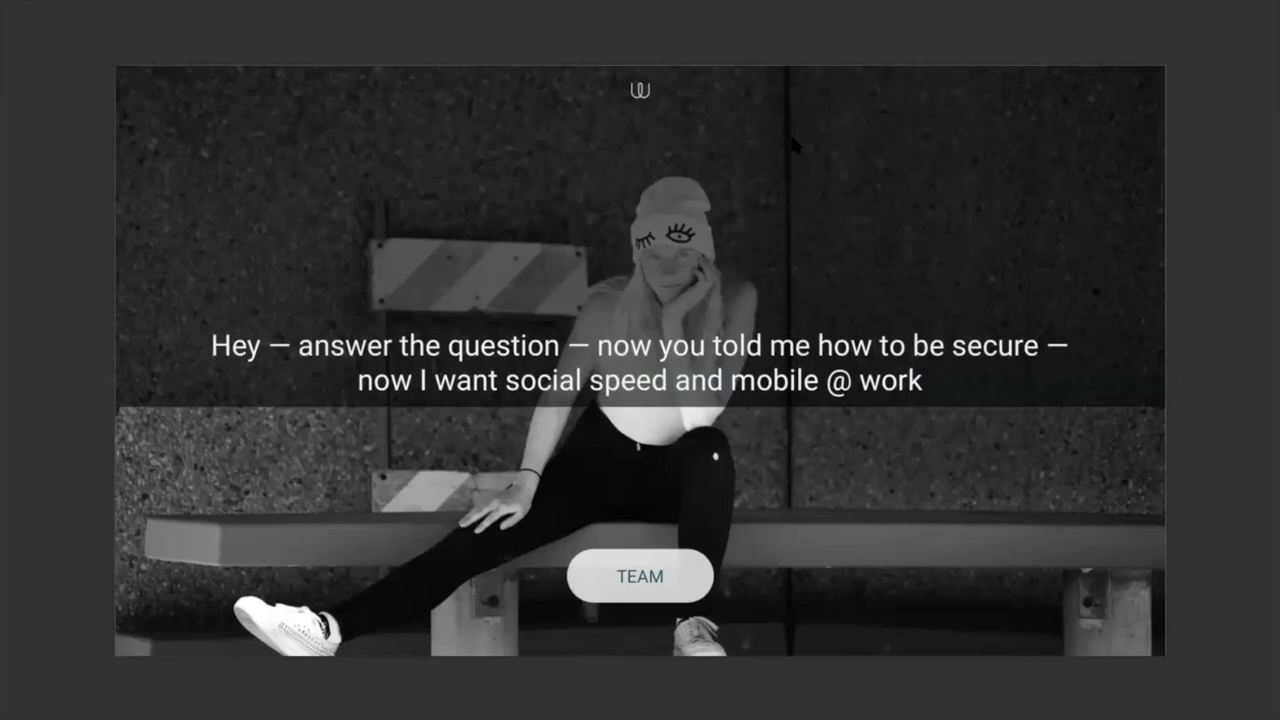 Hey — answer the question — now you told me how to be secure —
now I want social speed and mobile @ work
TEAM